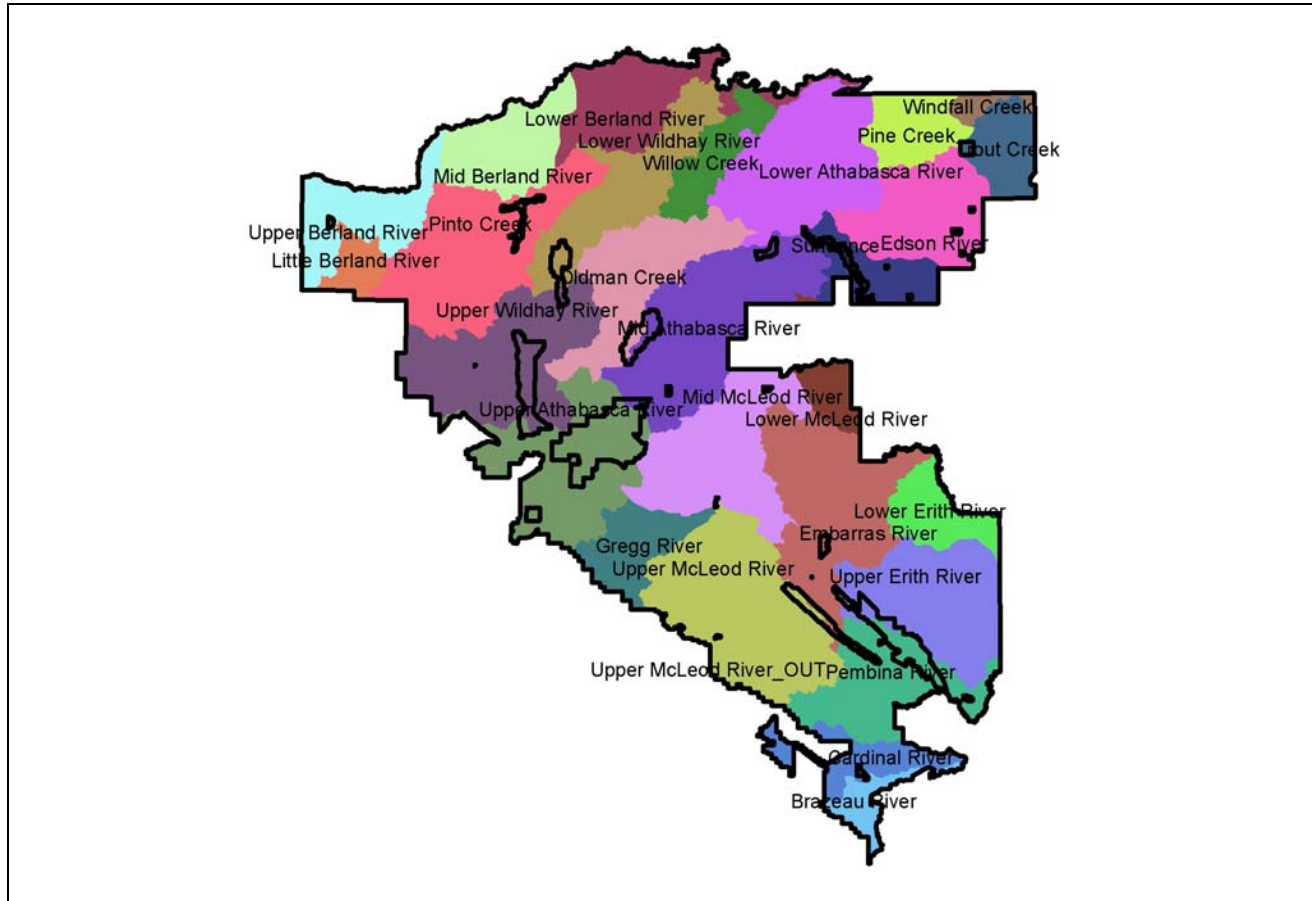 Windfall Creek
Lower Berland River
Pine Creek
Lower Wildhay River
rout Creek
Willow Creek
Lower Athabasca River
Mid Berland River
Pinto Creek
Upper Berland River
Sundance
Edson River
Little Berland River
Oldman Creek
Upper Wildhay River
Mid Athabasca River
Mid McLeod River
Upper Athabasca River
Lower McLeod River
Lower Erith River
Embarras River
Gregg River
Upper McLeod River
Upper Erith River
Upper McLeod River_OUT
Pembina River
Cardinal River
Brazeau River